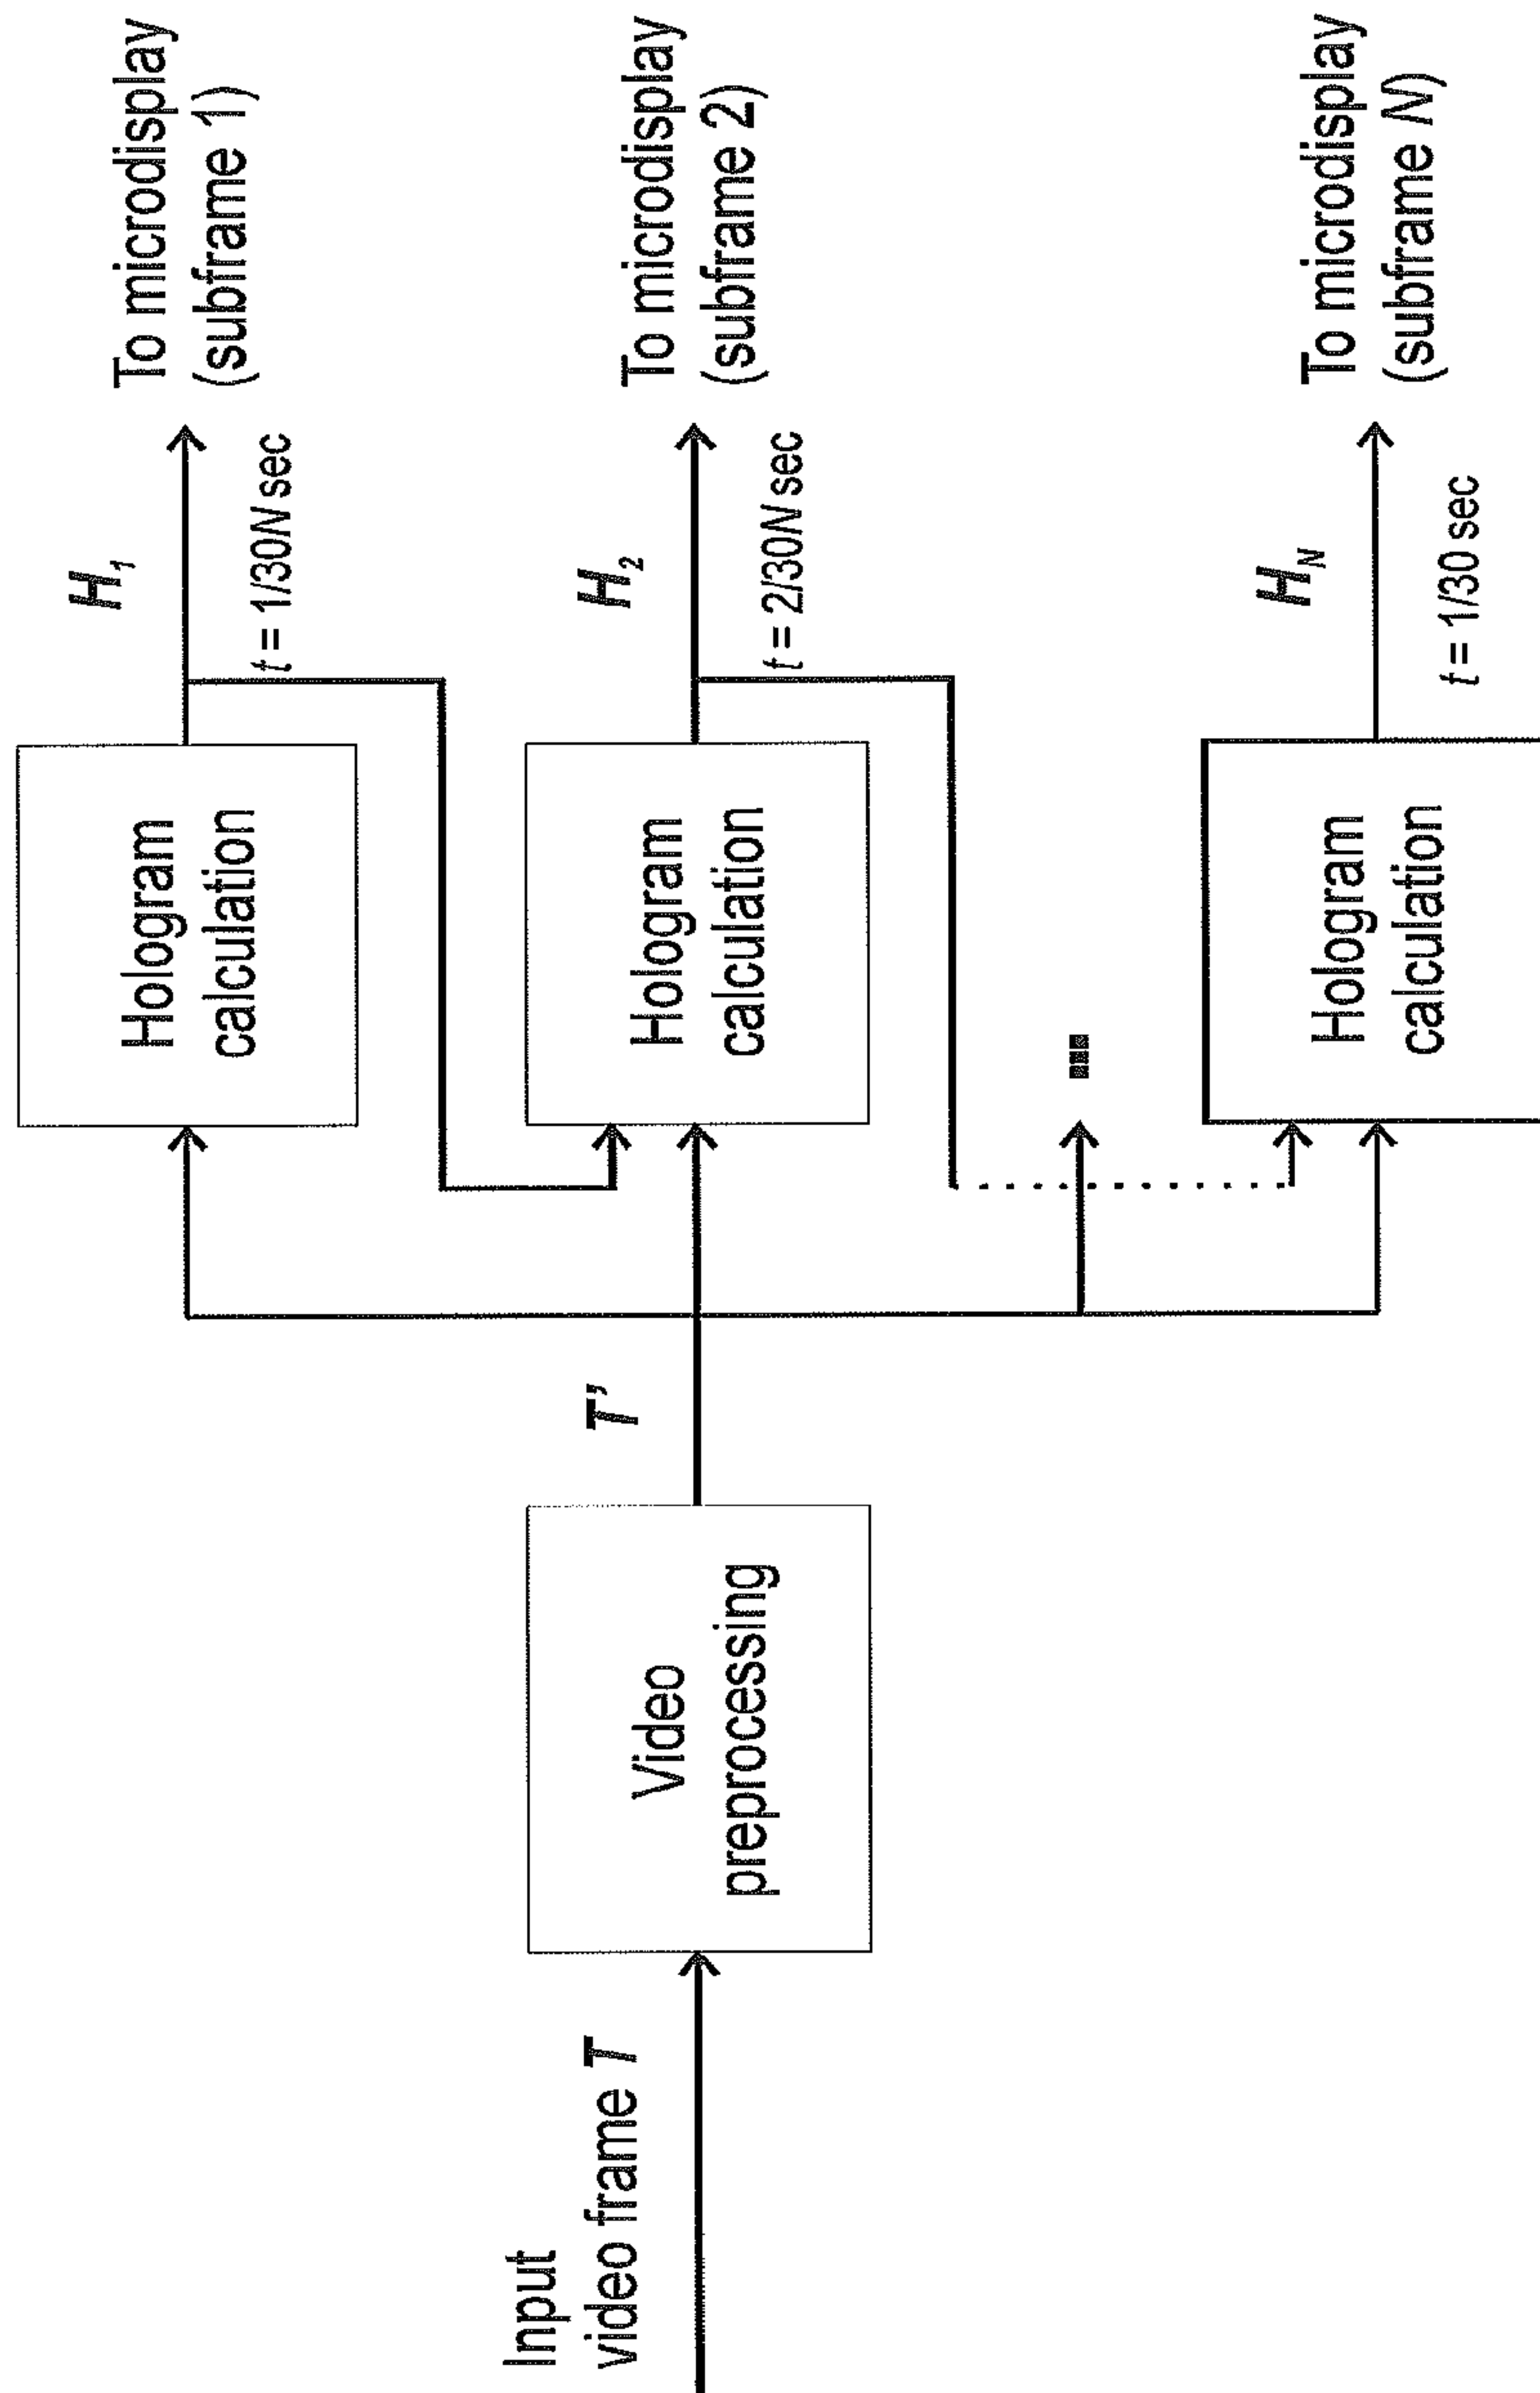 Input
video frame T
Video
preprocessing
T'
Hologram
calculation
H1
t = 1/30N sec
To microdisplay
(subframe 1)
Hologram
calculation
H2
t = 2/30N sec
To microdisplay
(subframe 2)
Hologram
calculation
HN
t = 1/30 sec
To microdisplay
(subframe N)